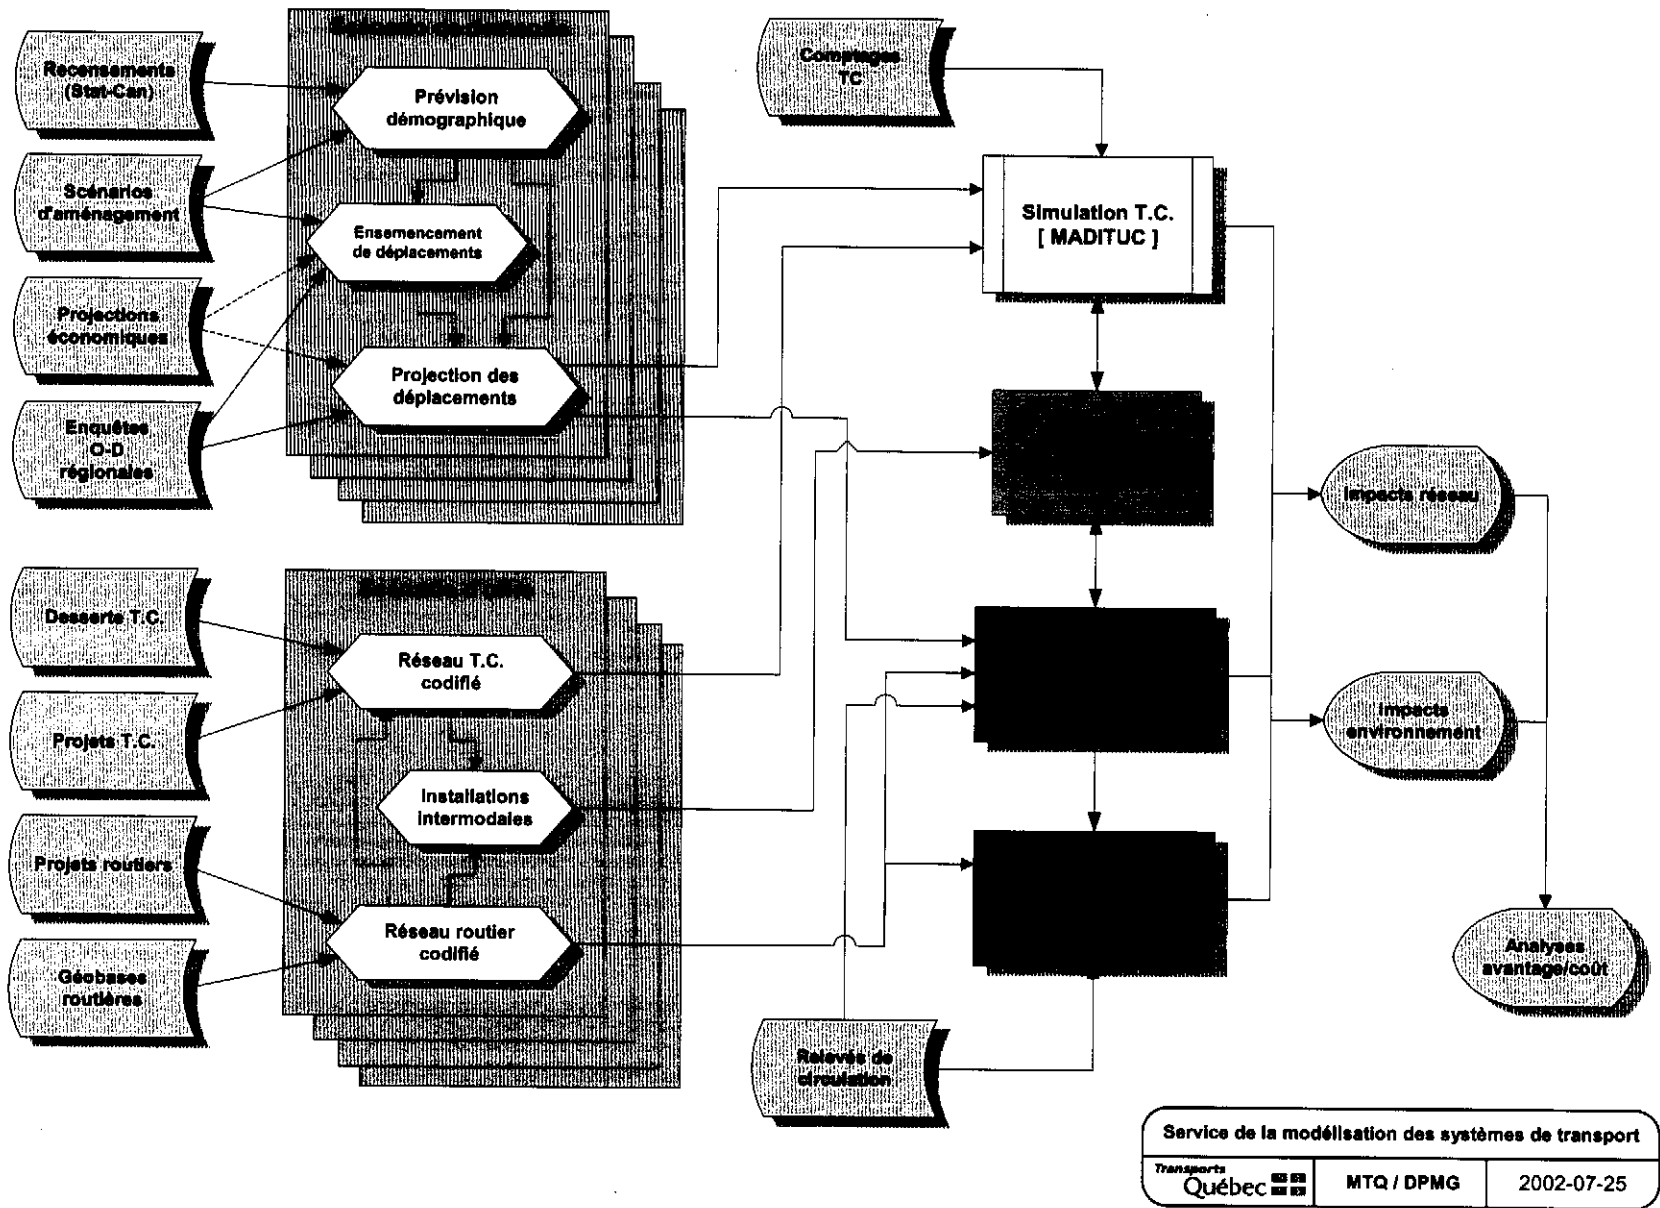 Recensements
(Stat-Can)
Scénarios
d'aménagement
Projections
économiques
Enquêtes
O-D
régionales
Prévision
démographique
Ensemencement
de déplacements
Projection des
déplacements
Comptages
TC
Simulation T.C.
[ MADITUC ]
Desserte T.C.
Projets T.C.
Projets routiers
Géobases
routières
Réseau T.C.
codifié
Installations
intermodales
Réseau routier
codifié
Relevés de
circulation
Impacts réseau
Impacts
environnement
Analyses
avantage/coût
Service de la modélisation des systèmes de transport
Transports
Québec
MTQ / DPMG
2002-07-25